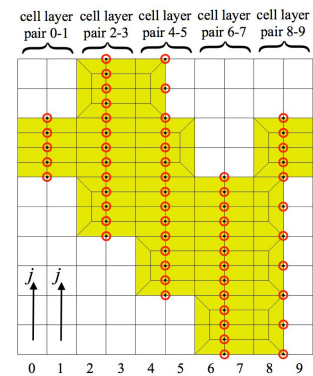 cell layer cell layer cell layer cell layer cell layer
pair 0-1 pair 2-3 pair 4-5 pair 6-7 pair 8-9
j j
0 1 2 3 4 5 6 7 8 9